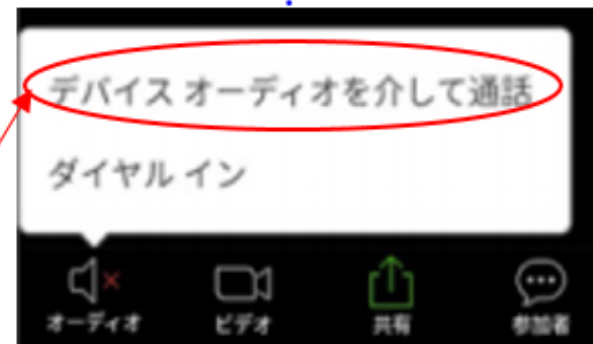 デバイス オーディオを介して通話
ダイヤル イン
オーディオ
ビデオ
共有
参加者